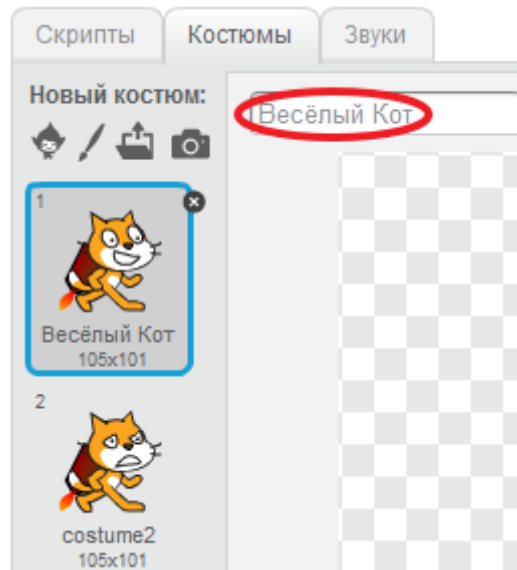 Скрипты Костюмы Звуки
Новый костюм:
Весёлый Кот
1
Весёлый Кот
105x101
2
costume2
105x101